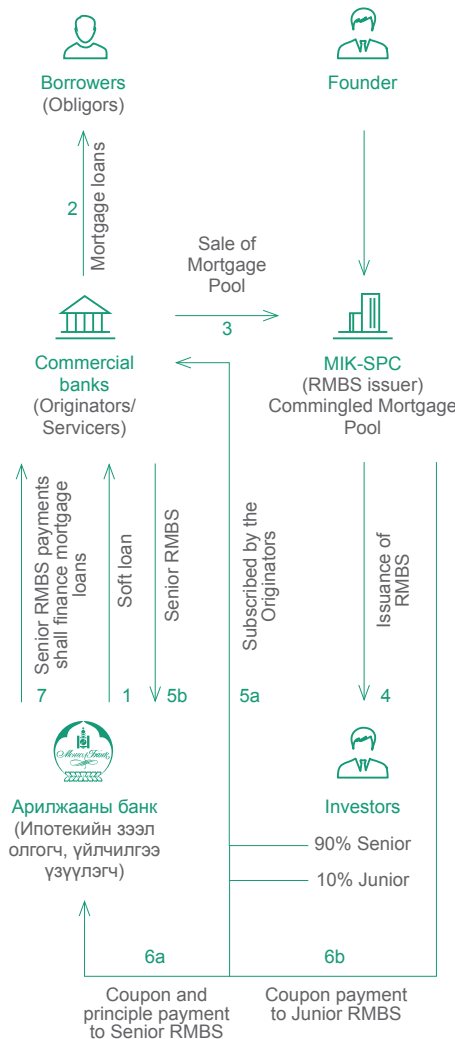 Borrowers
(Obligors)
Founder
2
Mortgage loans
Sale of
Mortgage
Pool
3
Commercial
banks
(Originators/
Servicers)
MIK-SPC
(RMBS issuer)
Commingled Mortgage
Pool
Senior RMBS payments
shall finance mortgage
loans
Soft loan
Senior RMBS
Subscribed by the
Originators
Issuance of
RMBS
7
1
5b
5a
4
Арилжааны банк
(Ипотекийн зээл
олгогч, үйлчилгээ
үзүүлэгч)
Investors
90% Senior
10% Junior
6a
6b
Coupon and
principle payment
to Senior RMBS
Coupon payment
to Junior RMBS